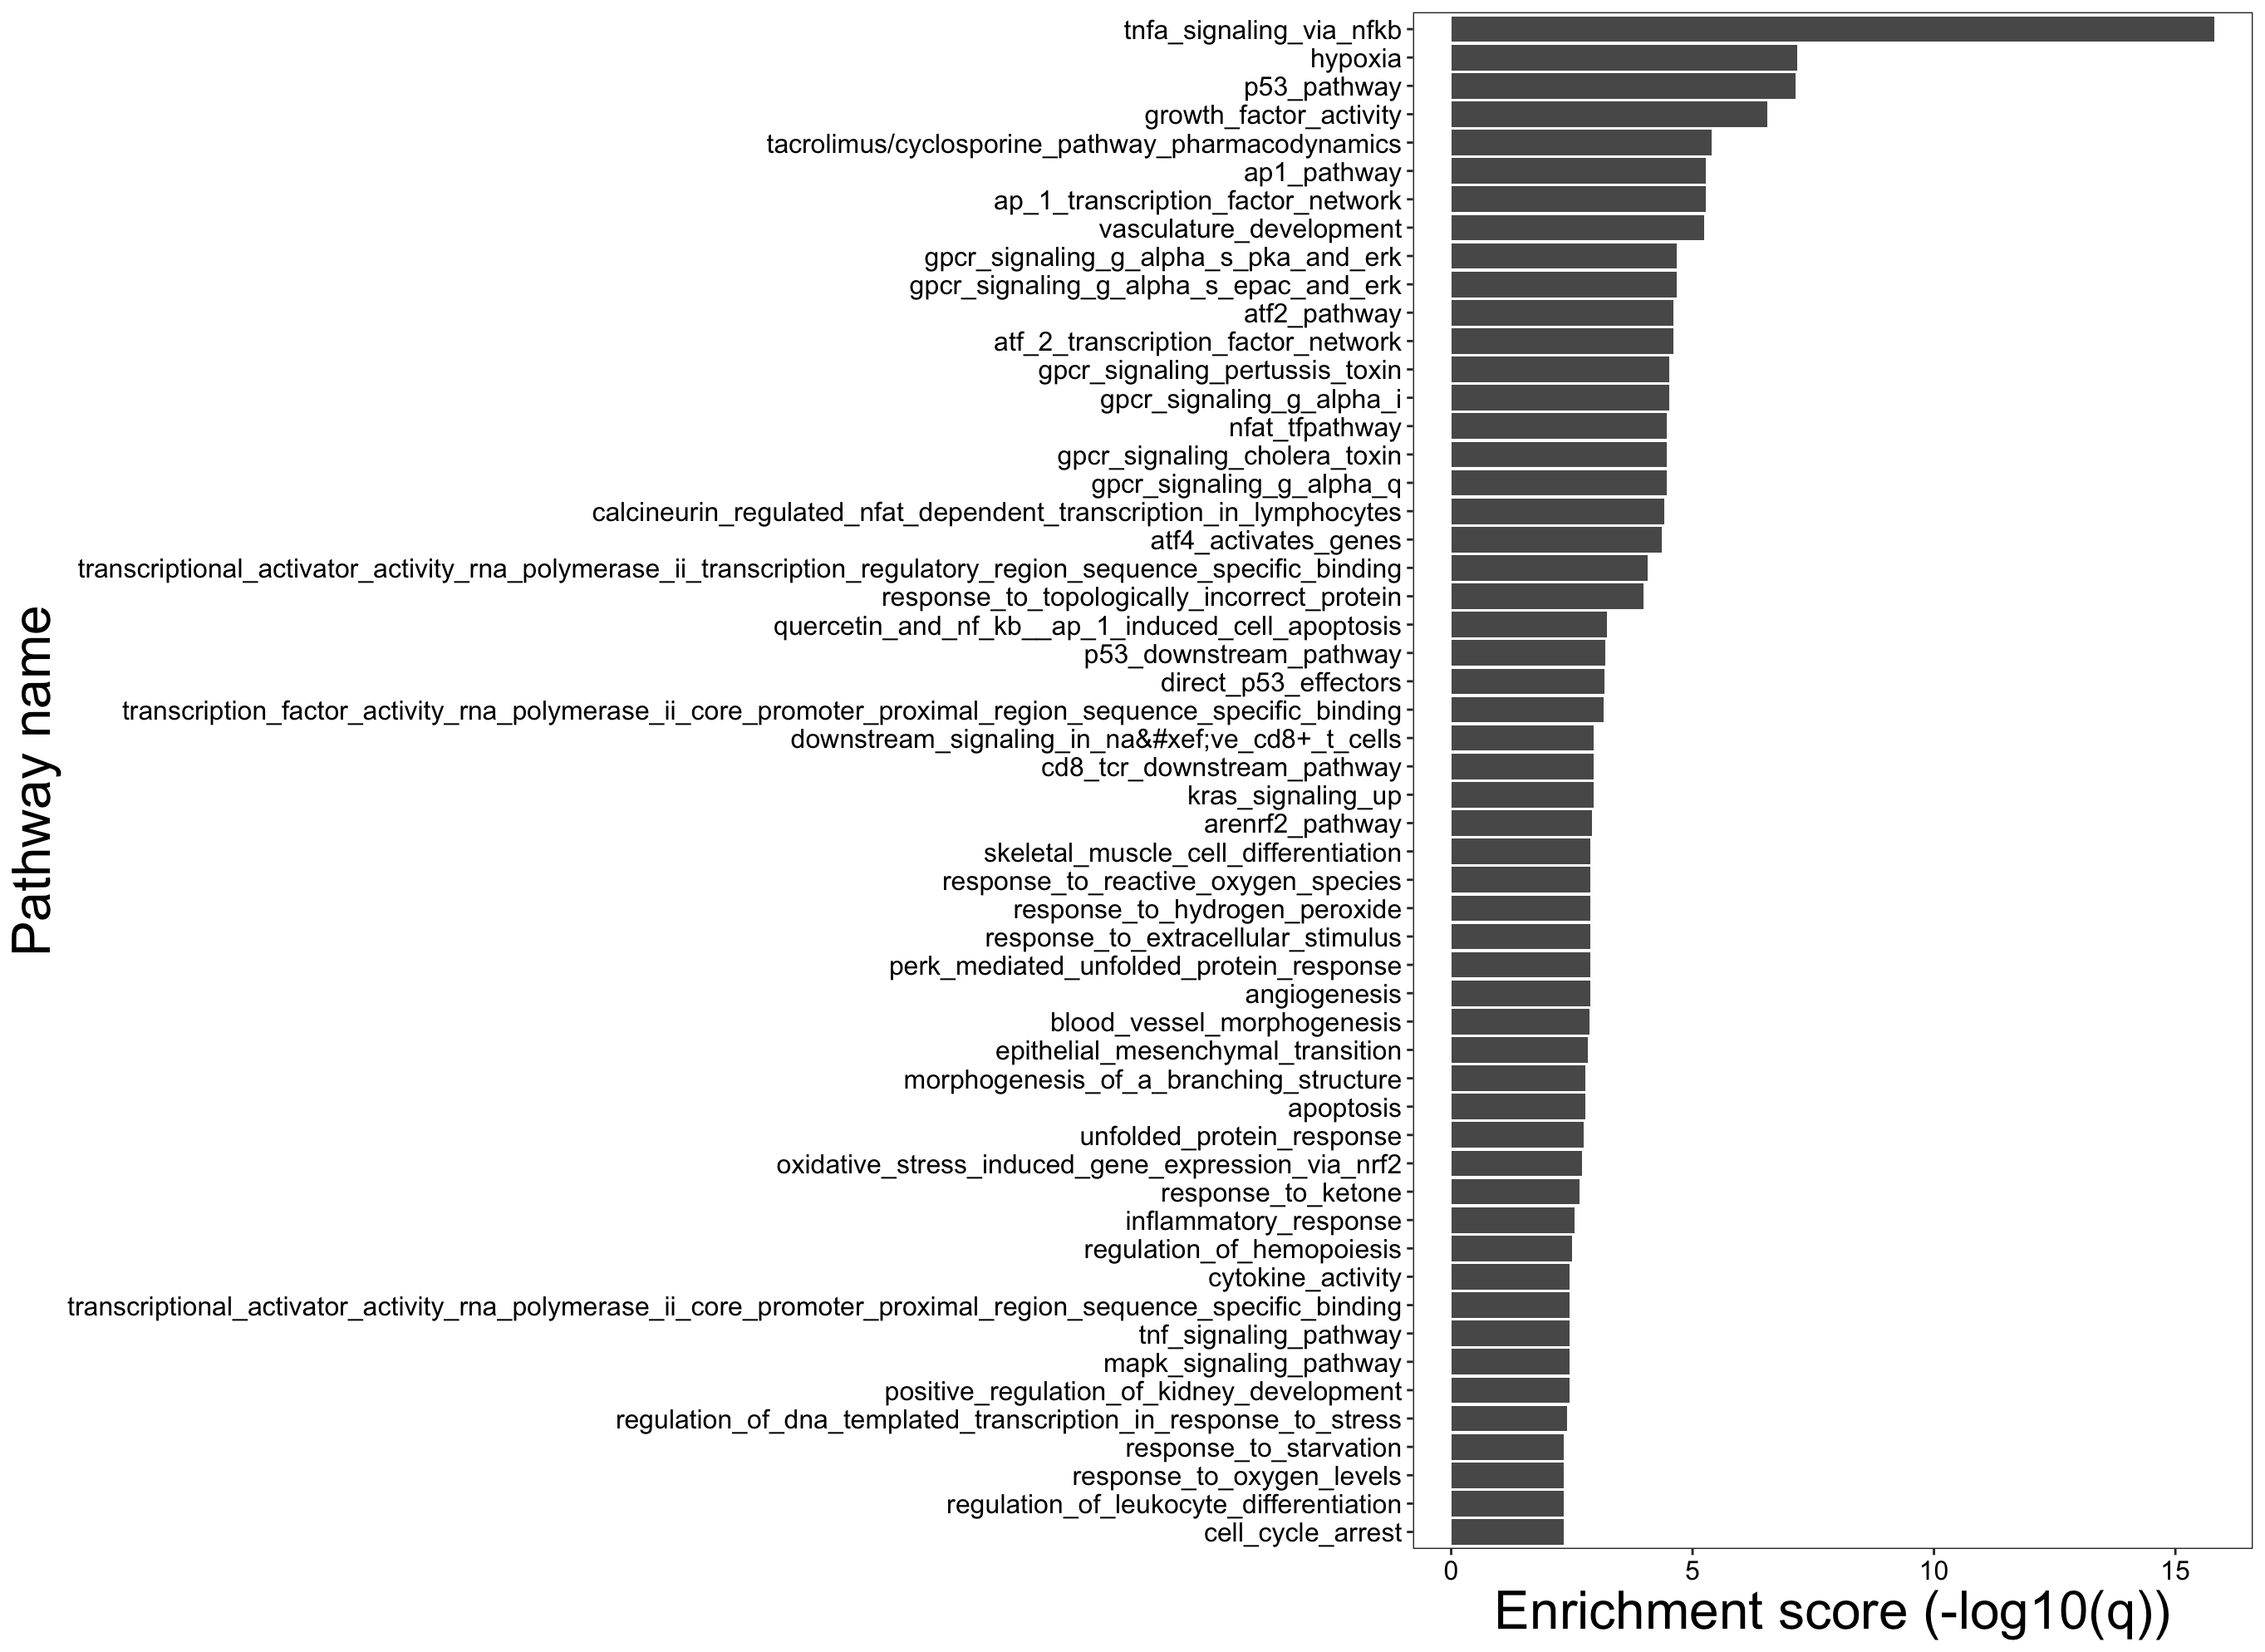 tnfa_signaling_via_nfkb
hypoxia
p53_pathway
growth_factor_activity
tacrolimus/cyclosporine_pathway_pharmacodynamics
ap1_pathway
ap_1_transcription_factor_network
vasculature_development
gpcr_signaling_g_alpha_s_pka_and_erk
gpcr_signaling_g_alpha_s_epac_and_erk
atf2_pathway
atf_2_transcription_factor_network
gpcr_signaling_pertussis_toxin
gpcr_signaling_g_alpha_i
nfat_tfpathway
gpcr_signaling_cholera_toxin
gpcr_signaling_g_alpha_q
calcineurin_regulated_nfat_dependent_transcription_in_lymphocytes
atf4_activates_genes
transcriptional_activator_activity_rna_polymerase_ii_transcription_regulatory_region_sequence_specific_binding
response_to_topologically_incorrect_protein
quercetin_and_nf_kb__ap_1_induced_cell_apoptosis
p53_downstream_pathway
direct_p53_effectors
transcription_factor_activity_rna_polymerase_ii_core_promoter_proximal_region_sequence_specific_binding
downstream_signaling_in_na&#xef;ve_cd8+_t_cells
cd8_tcr_downstream_pathway
kras_signaling_up
arenrf2_pathway
skeletal_muscle_cell_differentiation
response_to_reactive_oxygen_species
response_to_hydrogen_peroxide
response_to_extracellular_stimulus
perk_mediated_unfolded_protein_response
angiogenesis
blood_vessel_morphogenesis
epithelial_mesenchymal_transition
morphogenesis_of_a_branching_structure
apoptosis
unfolded_protein_response
oxidative_stress_induced_gene_expression_via_nrf2
response_to_ketone
inflammatory_response
regulation_of_hemopoiesis
cytokine_activity
transcriptional_activator_activity_rna_polymerase_ii_core_promoter_proximal_region_sequence_specific_binding
tnf_signaling_pathway
mapk_signaling_pathway
positive_regulation_of_kidney_development
regulation_of_dna_templated_transcription_in_response_to_stress
response_to_starvation
response_to_oxygen_levels
regulation_of_leukocyte_differentiation
cell_cycle_arrest
Pathway name
0 5 10 15
Enrichment score (-log10(q))